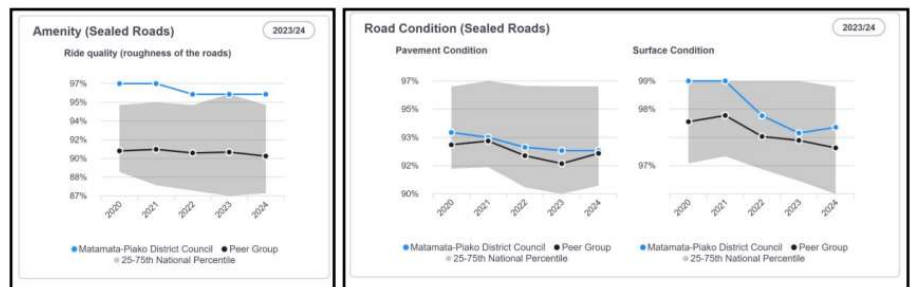 Amenity (Sealed Roads)
2023/24
Ride quality (roughness of the roads)
97%
95%
94%
92%
90%
88%
87%
2020
2021
2022
2023
2024
Matamata-Piako District Council
Peer Group
25-75th National Percentile
Road Condition (Sealed Roads)
2023/24
Pavement Condition
97%
95%
93%
92%
90%
2020
2021
2022
2023
2024
Matamata-Piako District Council
Peer Group
25-75th National Percentile
Surface Condition
99%
98%
97%
2020
2021
2022
2023
2024
Matamata-Piako District Council
Peer Group
25-75th National Percentile